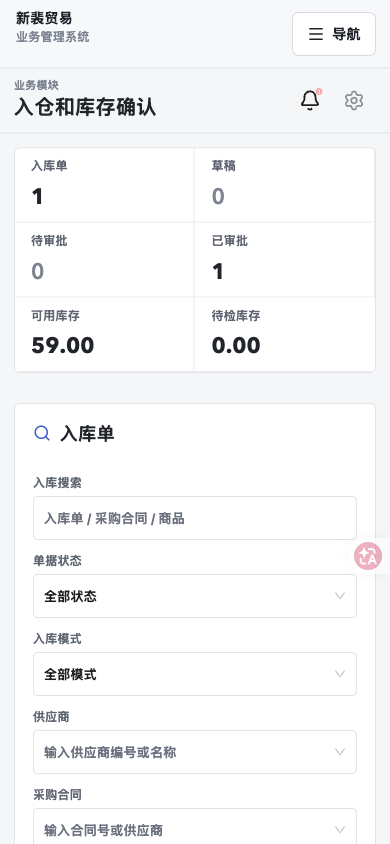 新裴贸易
业务管理系统
导航
业务模块
入仓和库存确认
入库单
1
草稿
0
待审批
0
已审批
1
可用库存
59.00
待检库存
0.00
入库单
入库搜索
入库单 / 采购合同 / 商品
单据状态
全部状态
入库模式
全部模式
供应商
输入供应商编号或名称
采购合同
输入合同号或供应商